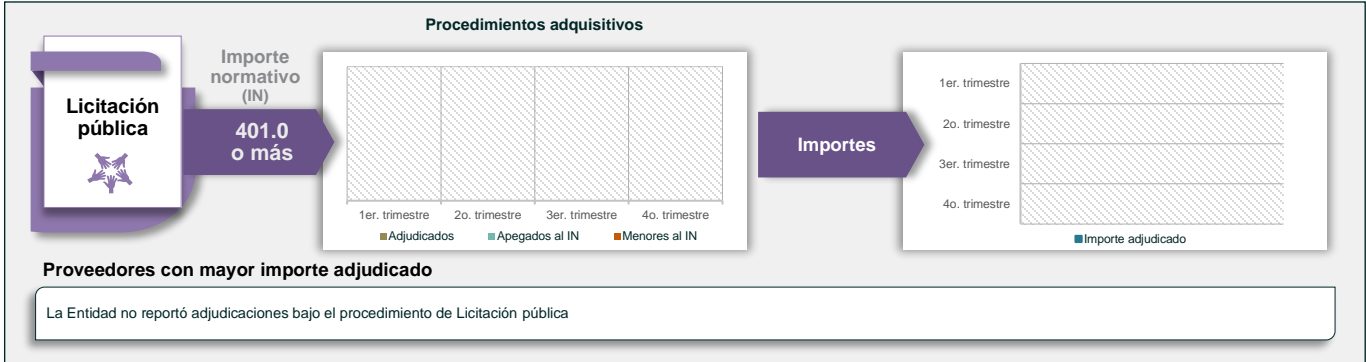 Procedimientos adquisitivos
Licitación
pública
Importe
normativo
(IN)
401.0
o más
1er. trimestre
2o. trimestre
3er. trimestre
4o. trimestre
Adjudicados
Apegados al IN
Menores al IN
Importes
1er. trimestre
2o. trimestre
3er. trimestre
4o. trimestre
Importe adjudicado
Proveedores con mayor importe adjudicado
La Entidad no reportó adjudicaciones bajo el procedimiento de Licitación pública